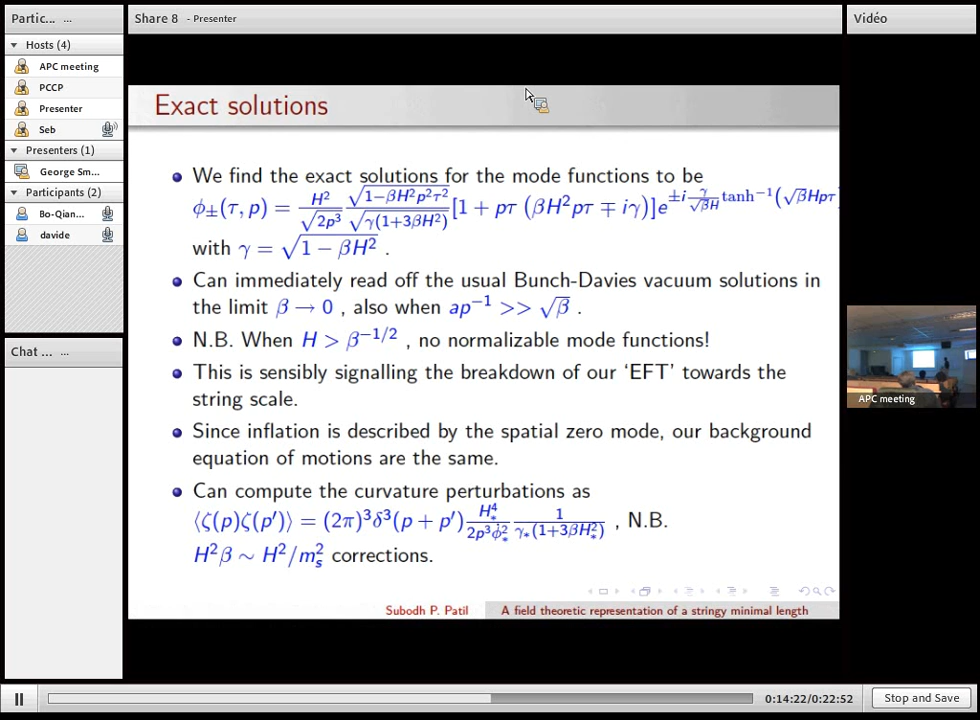 Partic... ...
Share 8 - Presenter
Vidéo
Hosts (4)
APC meeting
PCCP
Presenter
Seb
Presenters (1)
George Sm...
Participants (2)
Bo-Qian...
davide
Chat ... ...
Exact solutions
We find the exact solutions for the mode functions to be
ϕ±(τ, p) = H²/√(2p³) √(1−βH²p²τ²)/√(γ(1+3βH²)) [1 + pτ (βH²pτ ∓ iγ)]e^{±i γ/(√βH) tanh⁻¹(√βHpτ
with γ = √(1 − βH²) .
Can immediately read off the usual Bunch-Davies vacuum solutions in
the limit β → 0 , also when ap⁻¹ >> √β .
N.B. When H > β^{−1/2} , no normalizable mode functions!
This is sensibly signalling the breakdown of our ‘EFT’ towards the
string scale.
Since inflation is described by the spatial zero mode, our background
equation of motions are the same.
Can compute the curvature perturbations as
⟨ζ(p)ζ(p′)⟩ = (2π)³δ³(p + p′) H⁴⁎/(2p³ϕ̇²⁎) 1/(γ⁎(1+3βH²⁎)) , N.B.
H²β ∼ H²/m²ₛ corrections.
Subodh P. Patil
A field theoretic representation of a stringy minimal length
APC meeting
0:14:22/0:22:52
Stop and Save